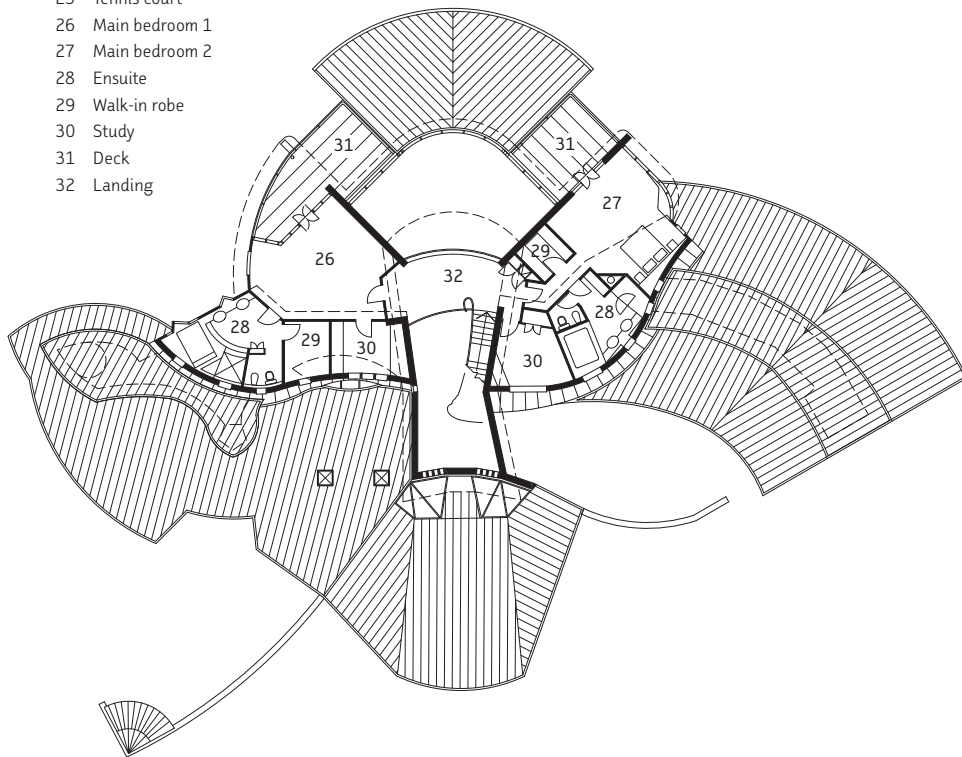 25 Tennis court
26 Main bedroom 1
27 Main bedroom 2
28 Ensuite
29 Walk-in robe
30 Study
31 Deck
32 Landing
31
31
27
29
26
32
28
28
29
30
30